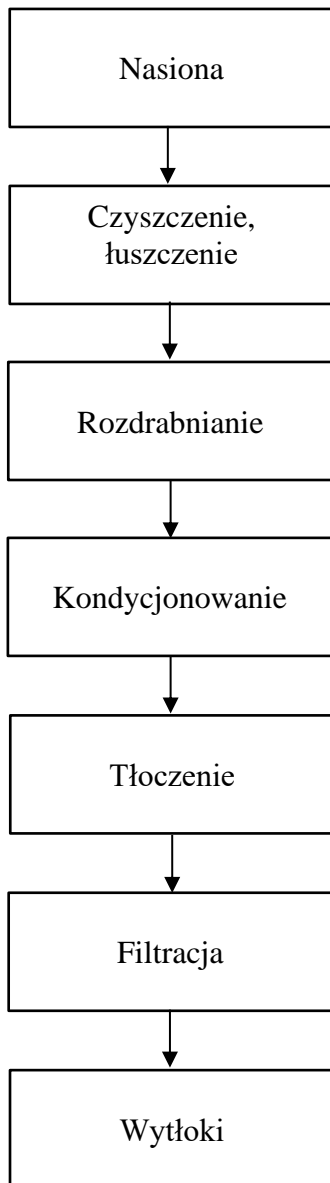 Nasiona
Czyszczenie,
łuszczenie
Rozdrabnianie
Kondycjonowanie
Tłoczenie
Filtracja
Wytłoki